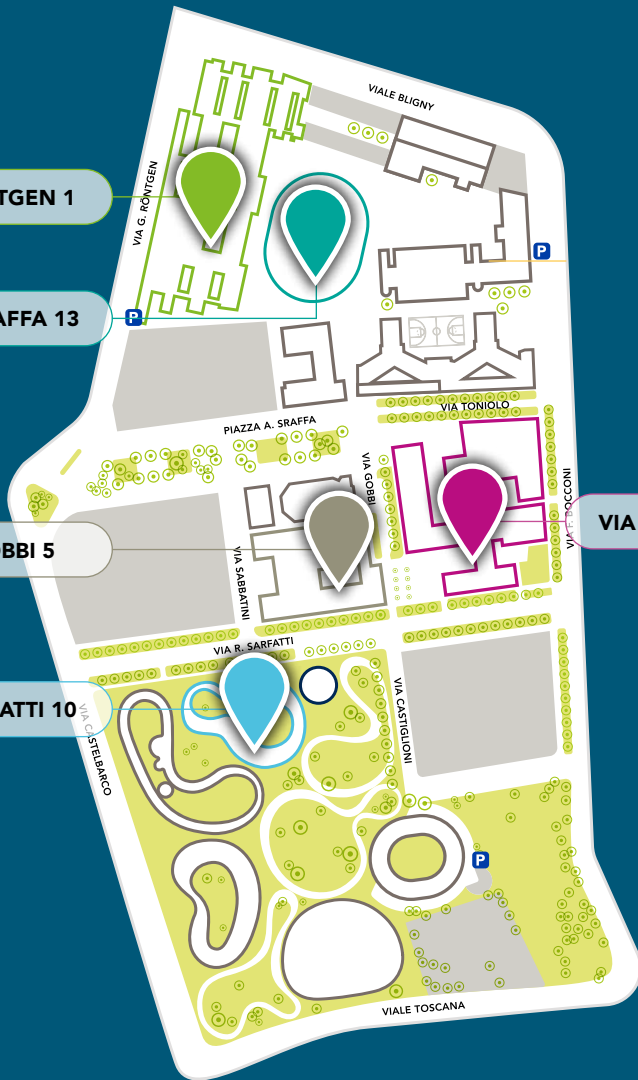 VIALE BLIGNY
VIA G. RÖNTGEN
TGEN 1
P
AFFA 13
P
VIA TONIOLO
PIAZZA A. SRAFFA
VIA GOBBI
VIA F. BOCCONI
VIA
BBI 5
VIA SABBATINI
VIA R. SARFATTI
ATTI 10
VIA CASTELBARCO
VIA CASTIGLIONI
P
VIALE TOSCANA